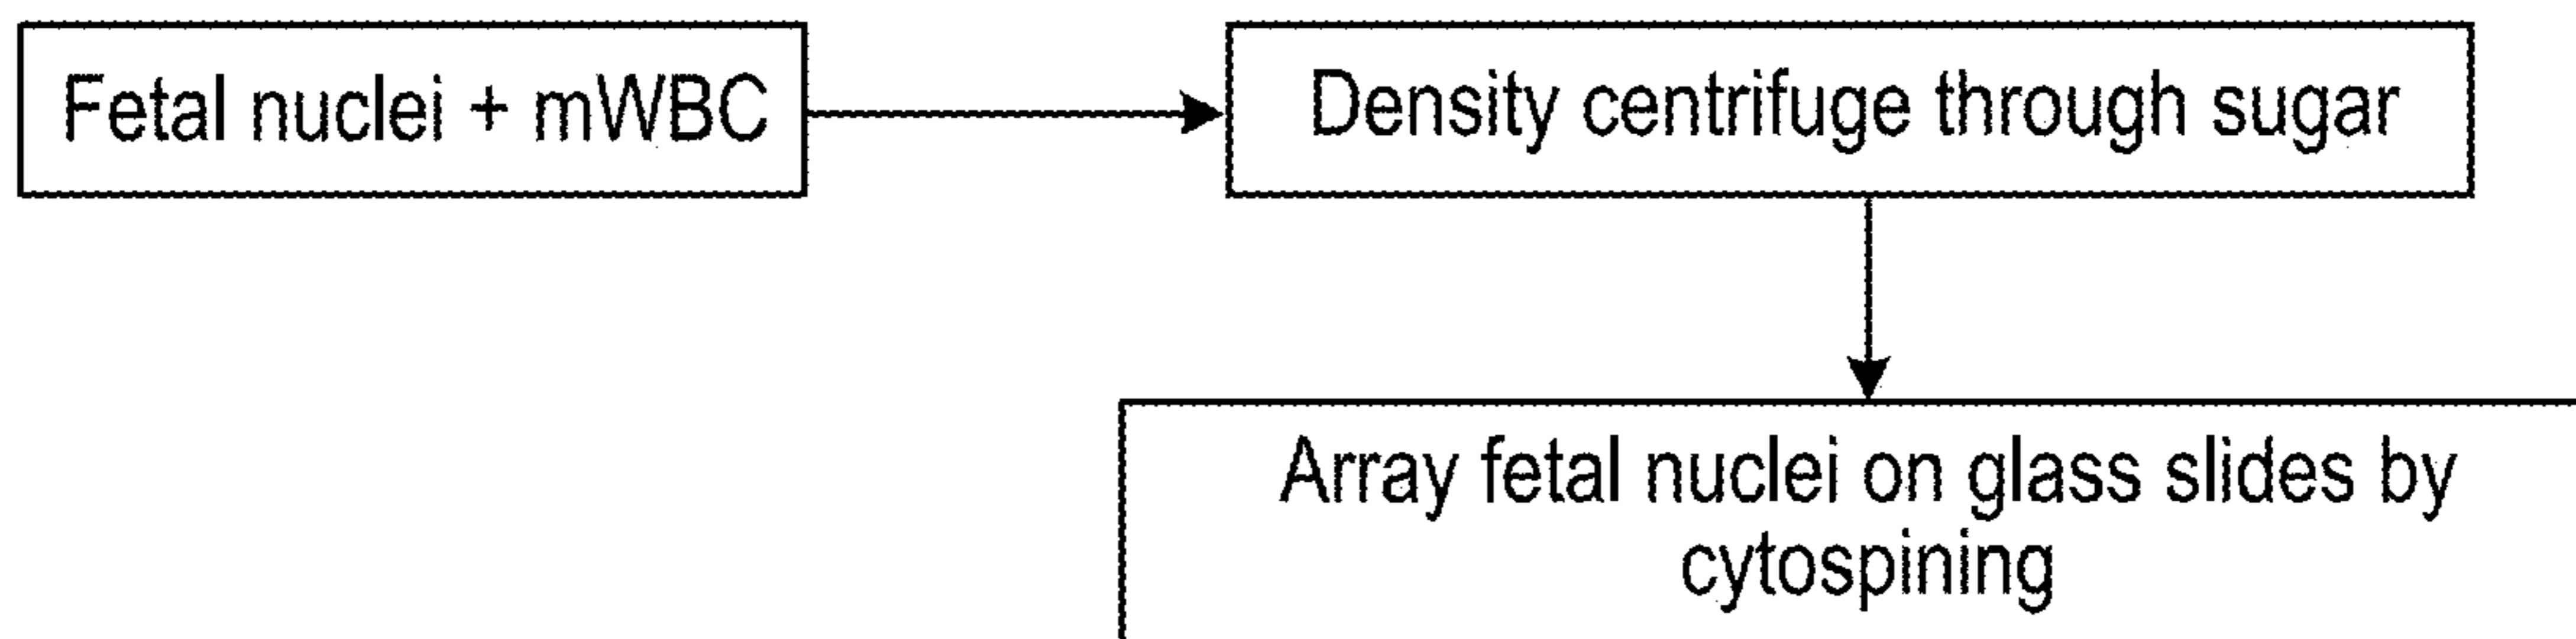 Fetal nuclei + mWBC
Density centrifuge through sugar
Array fetal nuclei on glass slides by
cytospining